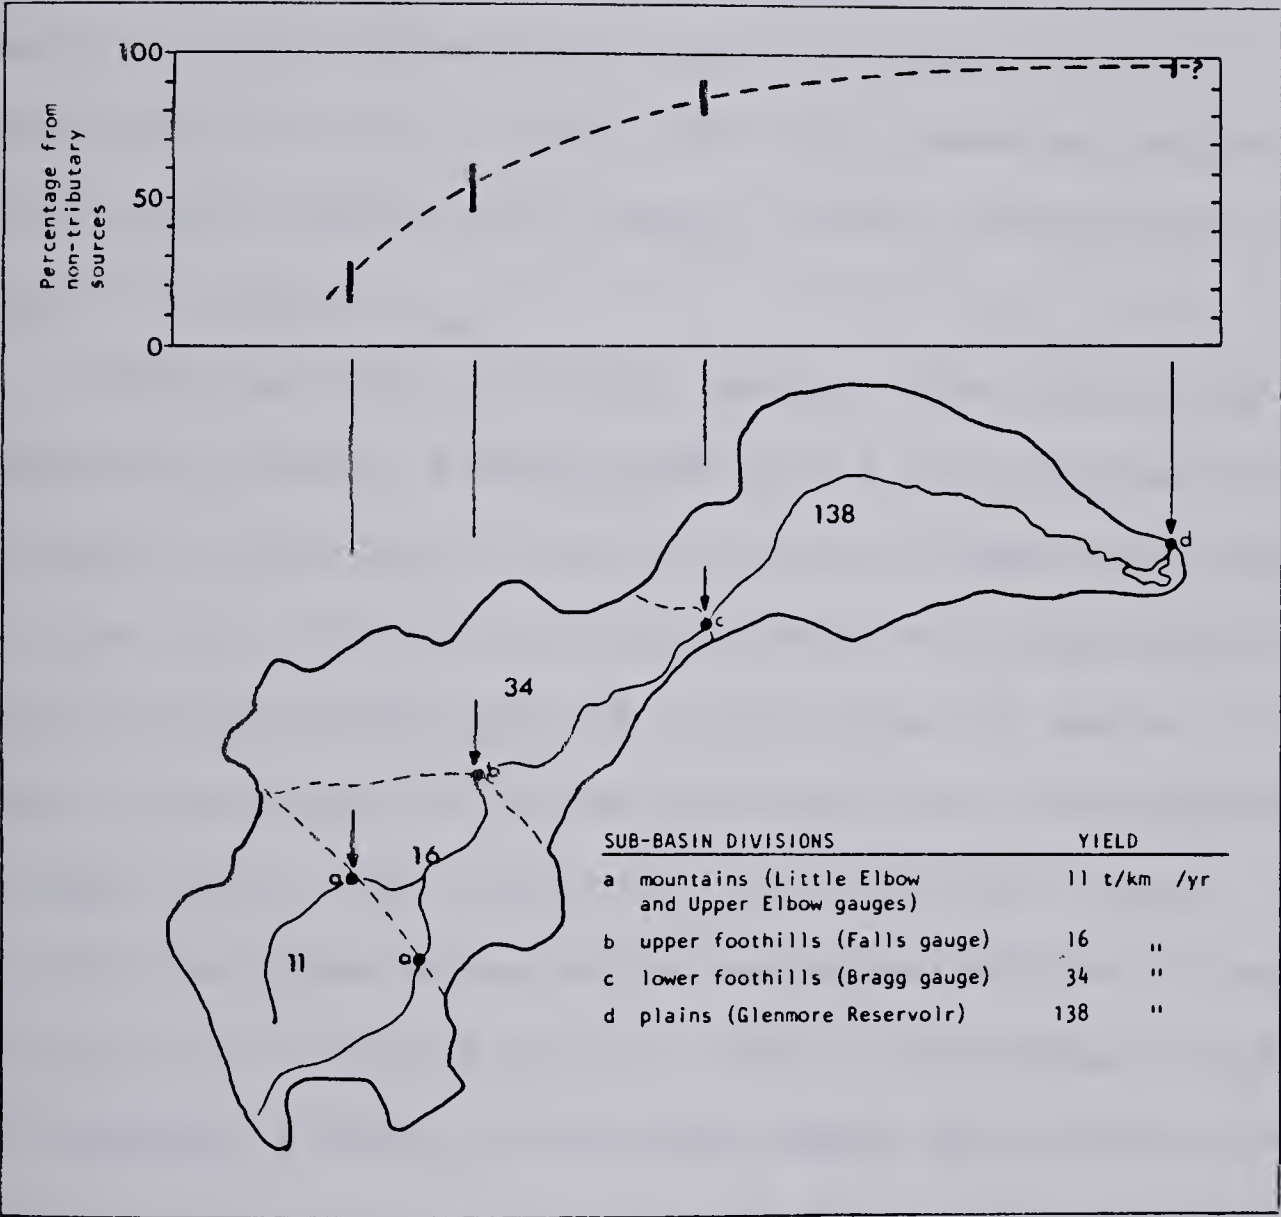 100
50
0
Percentage from
non-tributary
sources
?
138
d
c
34
b
16
a
11
a
SUB-BASIN DIVISIONS YIELD
a mountains (Little Elbow 11 t/km /yr
and Upper Elbow gauges)
b upper foothills (Falls gauge) 16 "
c lower foothills (Bragg gauge) 34 "
d plains (Glenmore Reservoir) 138 "